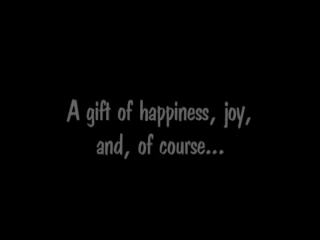 A gift of happiness, joy,
and, of course...